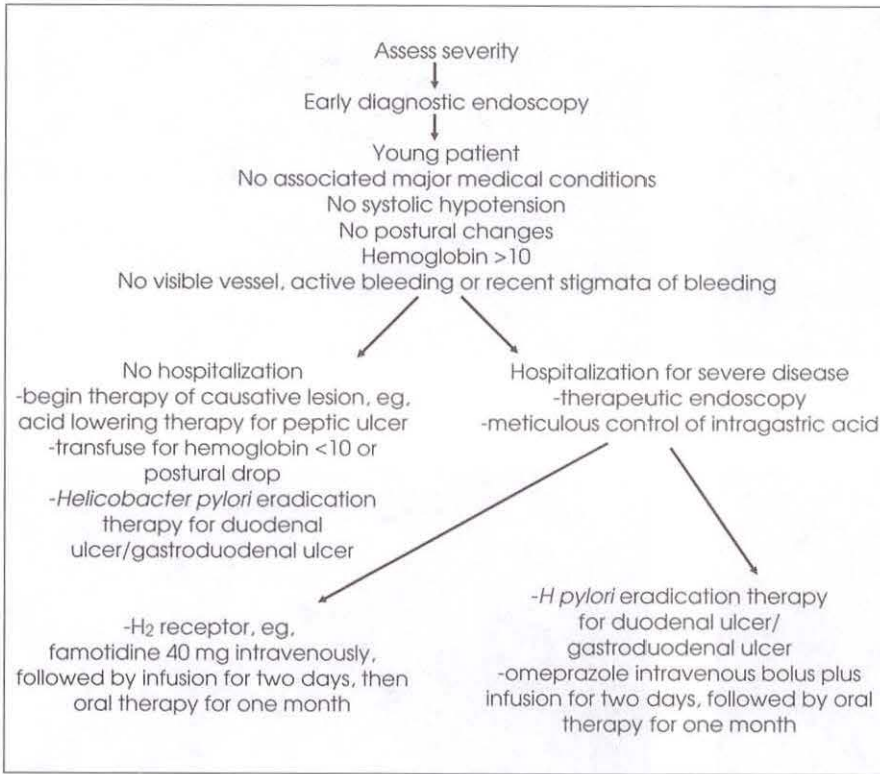 Assess severity
Early diagnostic endoscopy
Young patient
No associated major medical conditions
No systolic hypotension
No postural changes
Hemoglobin >10
No visible vessel, active bleeding or recent stigmata of bleeding
No hospitalization
-begin therapy of causative lesion, eg,
acid lowering therapy for peptic ulcer
-transfuse for hemoglobin <10 or
postural drop
-Helicobacter pylori eradication
therapy for duodenal
ulcer/gastroduodenal ulcer
Hospitalization for severe disease
-therapeutic endoscopy
-meticulous control of intragastric acid
-H2 receptor, eg,
famotidine 40 mg intravenously,
followed by infusion for two days, then
oral therapy for one month
-H pylori eradication therapy
for duodenal ulcer/
gastroduodenal ulcer
-omeprazole intravenous bolus plus
infusion for two days, followed by oral
therapy for one month